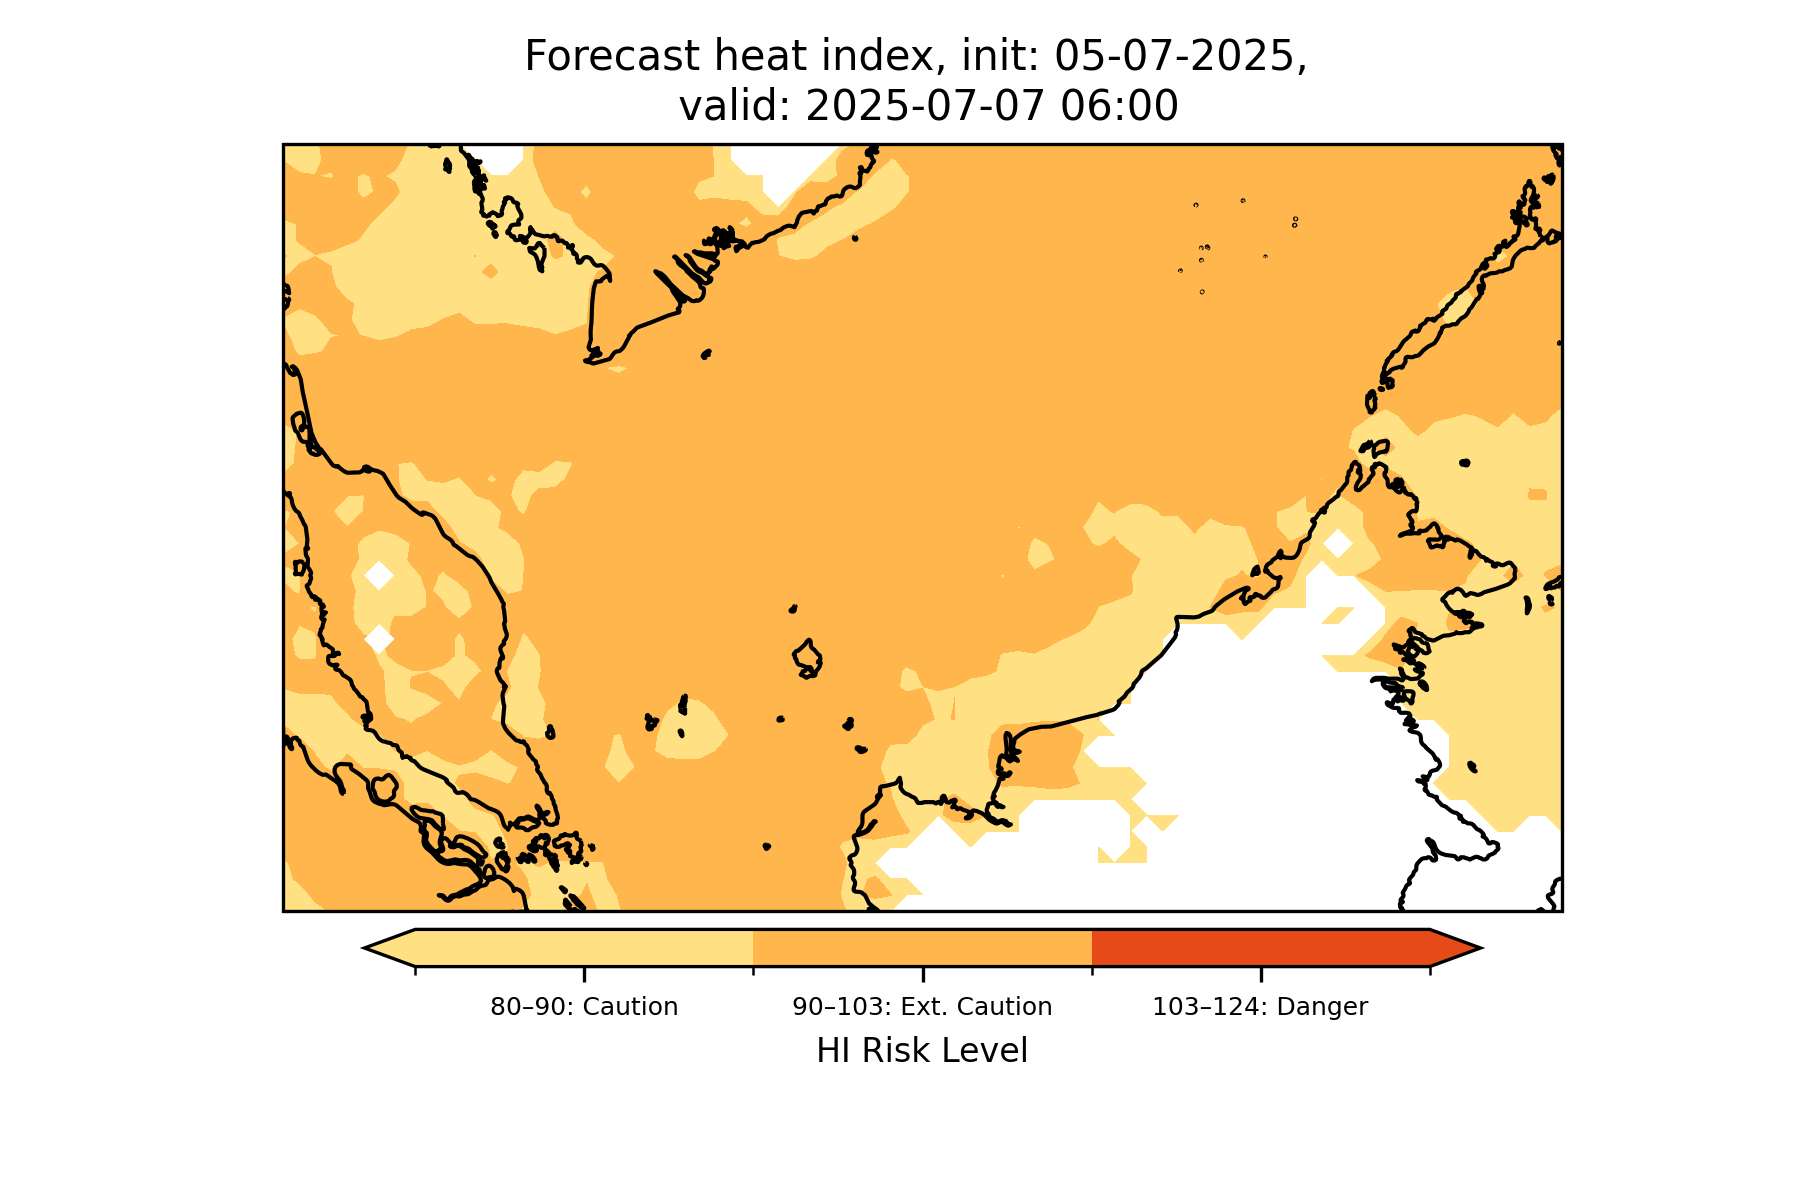 Forecast heat index, init: 05-07-2025,
valid: 2025-07-07 06:00
80–90: Caution
90–103: Ext. Caution
103–124: Danger
HI Risk Level